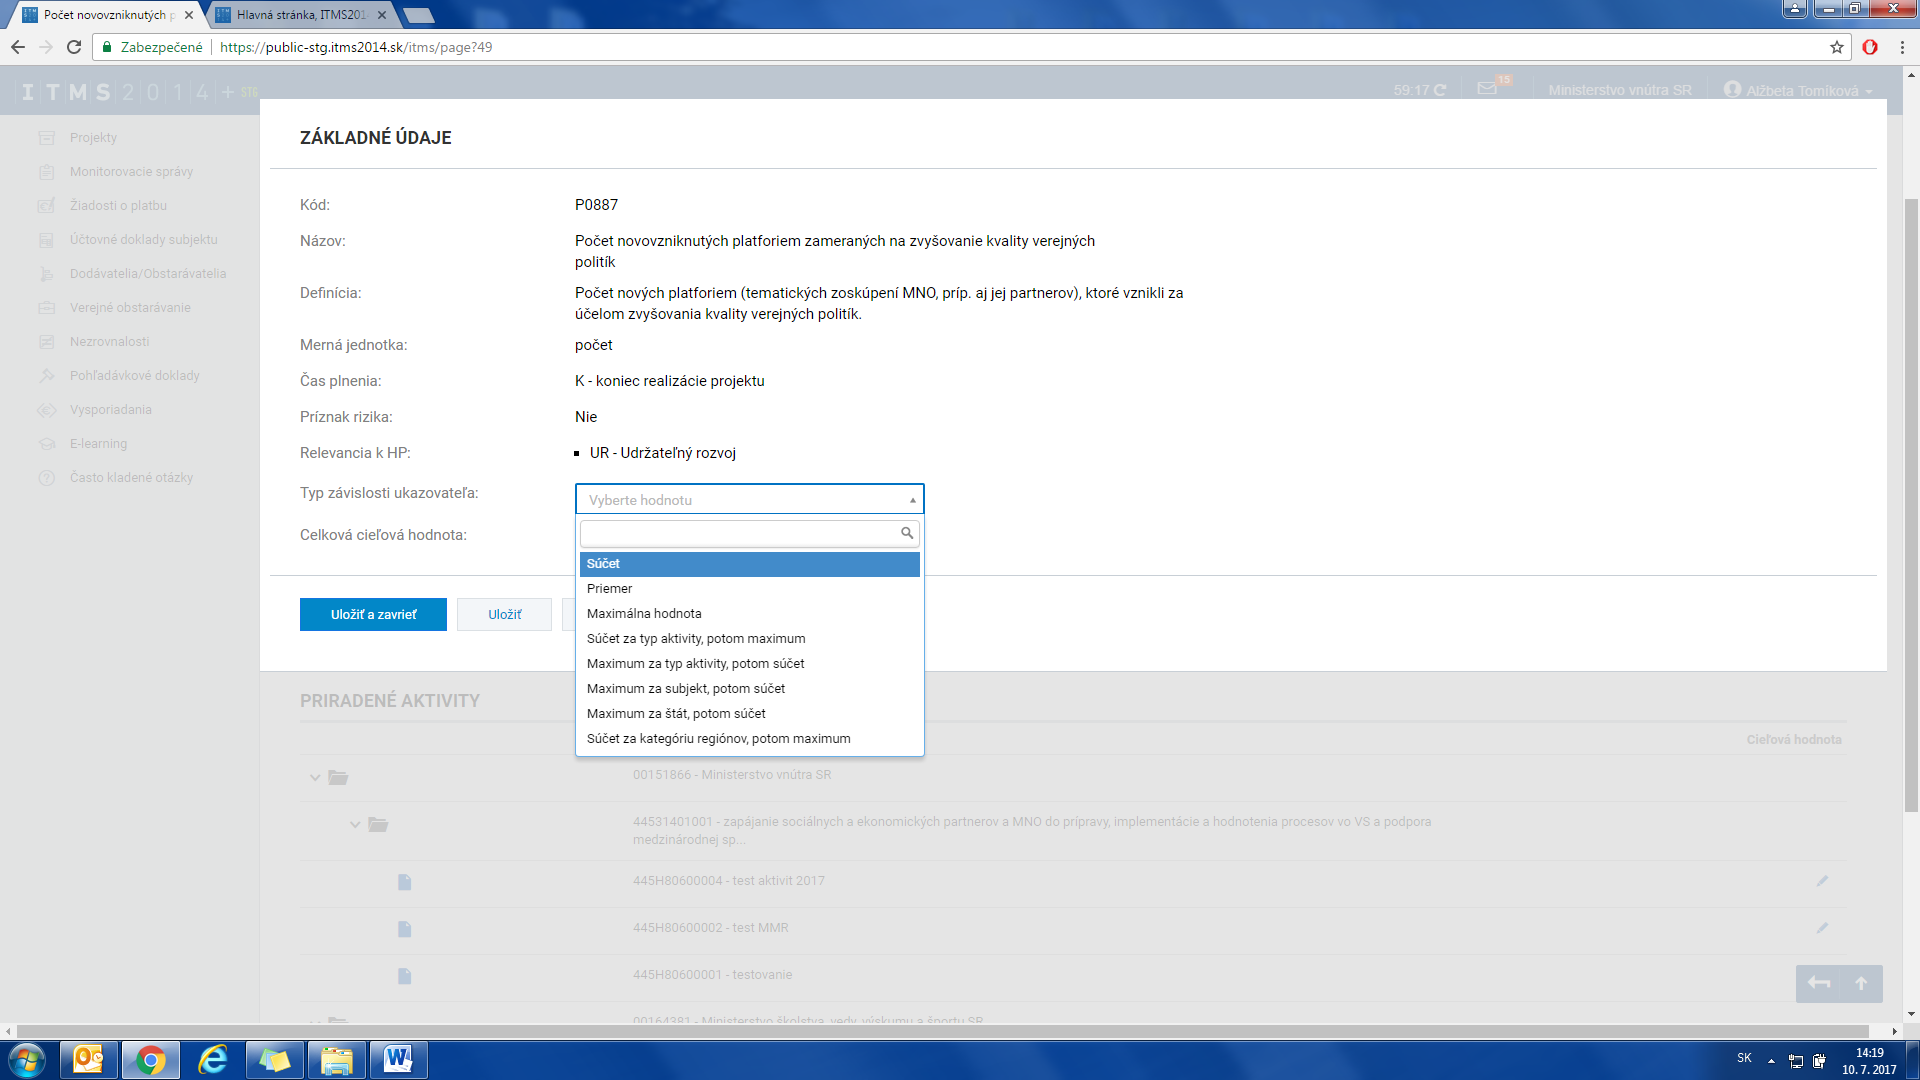 Počet novovzniknutých p
Hlavná stránka, ITMS201
Zabezpečené
https://public-stg.itms2014.sk/itms/page?49
ITMS2014+ STG
59:17
15
Ministerstvo vnútra SR
Alžbeta Tomíková
Projekty
Monitorovacie správy
Žiadosti o platbu
Účtovné doklady subjektu
Dodávatelia/Obstarávatelia
Verejné obstarávanie
Nezrovnalosti
Pohľadávkové doklady
Vysporiadania
E-learning
Často kladené otázky
ZÁKLADNÉ ÚDAJE
Kód: P0887
Názov: Počet novovzniknutých platforiem zameraných na zvyšovanie kvality verejných
politík
Definícia: Počet nových platforiem (tematických zoskúpení MNO, príp. aj jej partnerov), ktoré vznikli za
účelom zvyšovania kvality verejných politík.
Merná jednotka: počet
Čas plnenia: K - koniec realizácie projektu
Príznak rizika: Nie
Relevancia k HP: UR - Udržateľný rozvoj
Typ závislosti ukazovateľa: Vyberte hodnotu
Celková cieľová hodnota:
Súčet
Priemer
Maximálna hodnota
Súčet za typ aktivity, potom maximum
Maximum za typ aktivity, potom súčet
Maximum za subjekt, potom súčet
Maximum za štát, potom súčet
Súčet za kategóriu regiónov, potom maximum
Uložiť a zavrieť
Uložiť
PRIRADENÉ AKTIVITY
Cieľová hodnota
00151866 - Ministerstvo vnútra SR
44531401001 - zapájanie sociálnych a ekonomických partnerov a MNO do prípravy, implementácie a hodnotenia procesov vo VS a podpora
medzinárodnej sp...
445H80600004 - test aktivit 2017
445H80600002 - test MMR
445H80600001 - testovanie
00164381 - Ministerstvo školstva, vedy, výskumu a športu SR
SK
14:19
10. 7. 2017